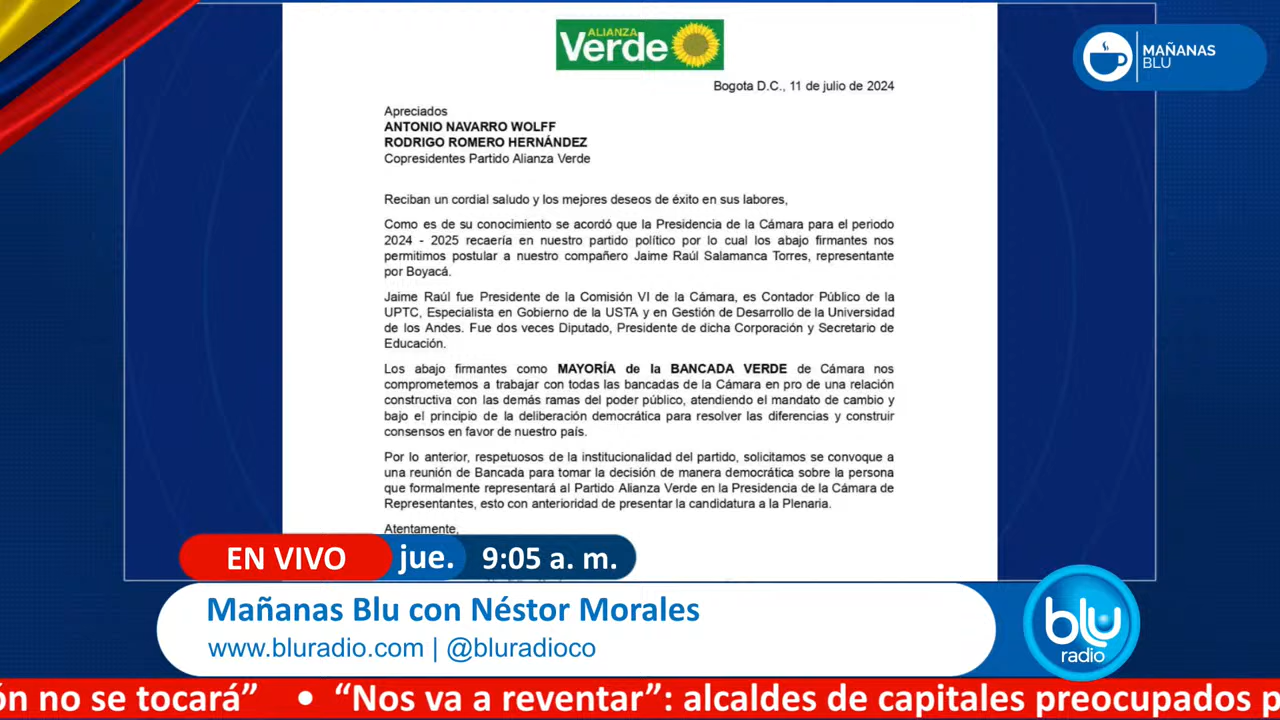 ALIANZA
Verde
MAÑANAS
BLU
Bogota D.C., 11 de julio de 2024
Apreciados
ANTONIO NAVARRO WOLFF
RODRIGO ROMERO HERNÁNDEZ
Copresidentes Partido Alianza Verde
Reciban un cordial saludo y los mejores deseos de éxito en sus labores,
Como es de su conocimiento se acordó que la Presidencia de la Cámara para el periodo
2024 - 2025 recaería en nuestro partido político por lo cual los abajo firmantes nos
permitimos postular a nuestro compañero Jaime Raúl Salamanca Torres, representante
por Boyacá.
Jaime Raúl fue Presidente de la Comisión VI de la Cámara, es Contador Público de la
UPTC, Especialista en Gobierno de la USTA y en Gestión de Desarrollo de la Universidad
de los Andes. Fue dos veces Diputado, Presidente de dicha Corporación y Secretario de
Educación.
Los abajo firmantes como MAYORÍA de la BANCADA VERDE de Cámara nos
comprometemos a trabajar con todas las bancadas de la Cámara en pro de una relación
constructiva con las demás ramas del poder público, atendiendo el mandato de cambio y
bajo el principio de la deliberación democrática para resolver las diferencias y construir
consensos en favor de nuestro país.
Por lo anterior, respetuosos de la institucionalidad del partido, solicitamos se convoque a
una reunión de Bancada para tomar la decisión de manera democrática sobre la persona
que formalmente representará al Partido Alianza Verde en la Presidencia de la Cámara de
Representantes, esto con anterioridad de presentar la candidatura a la Plenaria.
Atentamente,
EN VIVO jue. 9:05 a. m.
Mañanas Blu con Néstor Morales
www.bluradio.com | @bluradioco
blu
radio
ón no se tocará” • “Nos va a reventar”: alcaldes de capitales preocupados p